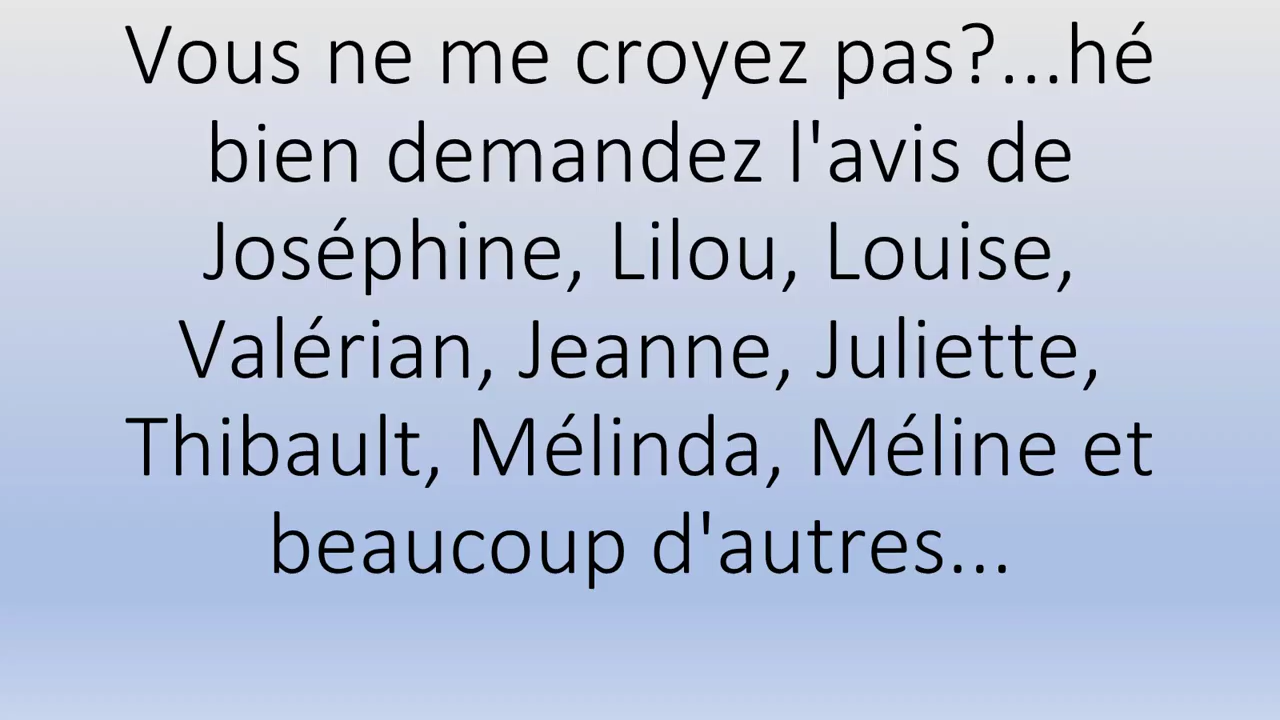 Vous ne me croyez pas?...hé
bien demandez l'avis de
Joséphine, Lilou, Louise,
Valérian, Jeanne, Juliette,
Thibault, Mélinda, Méline et
beaucoup d'autres...